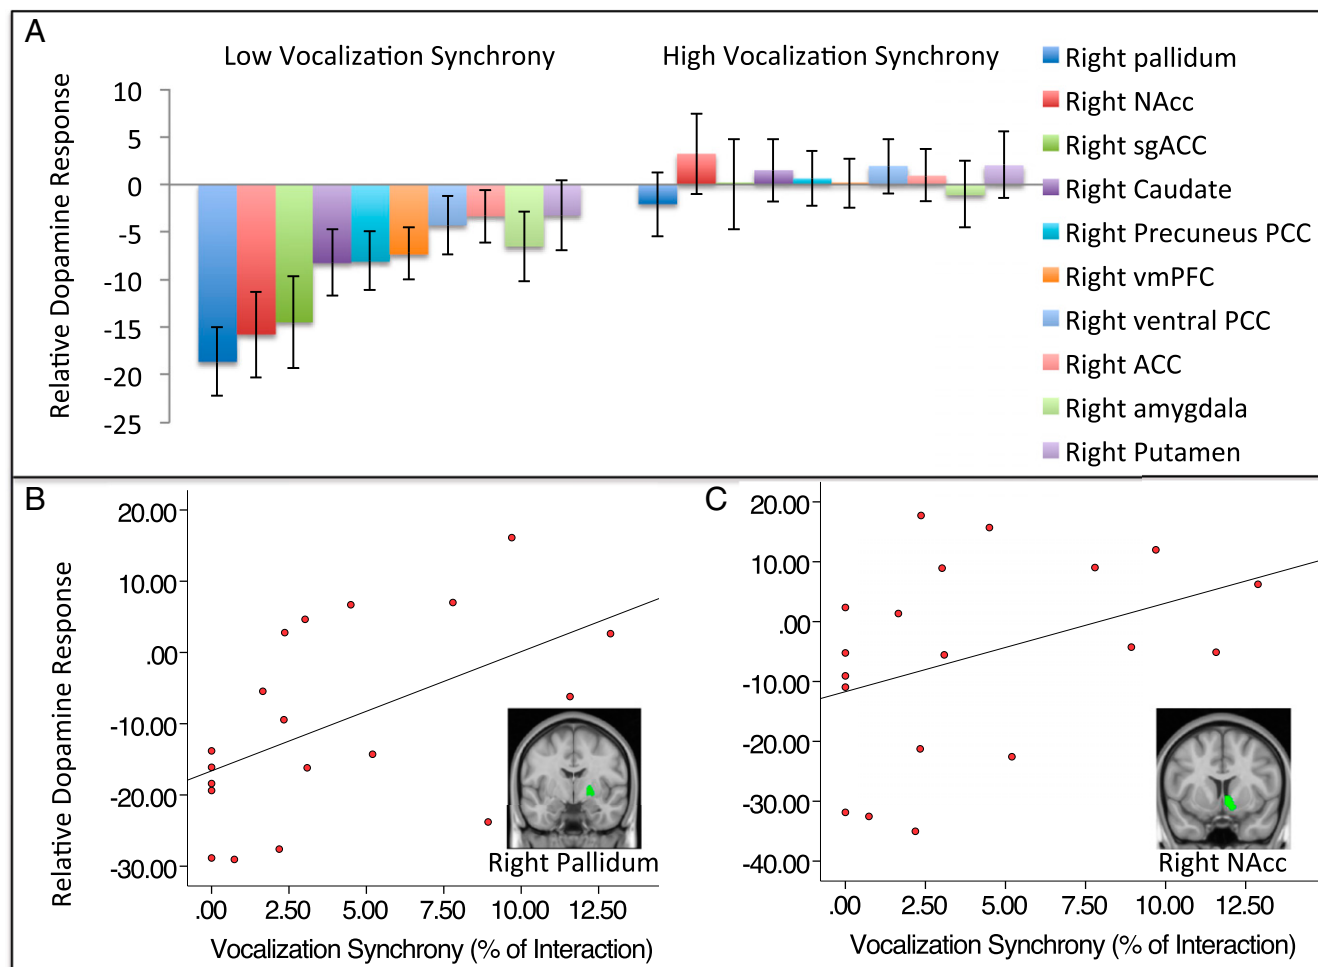 A
Low Vocalization Synchrony
High Vocalization Synchrony
Relative Dopamine Response
10
5
0
-5
-10
-15
-20
-25
Right pallidum
Right NAcc
Right sgACC
Right Caudate
Right Precuneus PCC
Right vmPFC
Right ventral PCC
Right ACC
Right amygdala
Right Putamen
B
Relative Dopamine Response
20.00
10.00
.00
-10.00
-20.00
-30.00
Right Pallidum
.00 2.50 5.00 7.50 10.00 12.50
Vocalization Synchrony (% of Interaction)
C
20.00
10.00
.00
-10.00
-20.00
-30.00
-40.00
Right NAcc
.00 2.50 5.00 7.50 10.00 12.50
Vocalization Synchrony (% of Interaction)